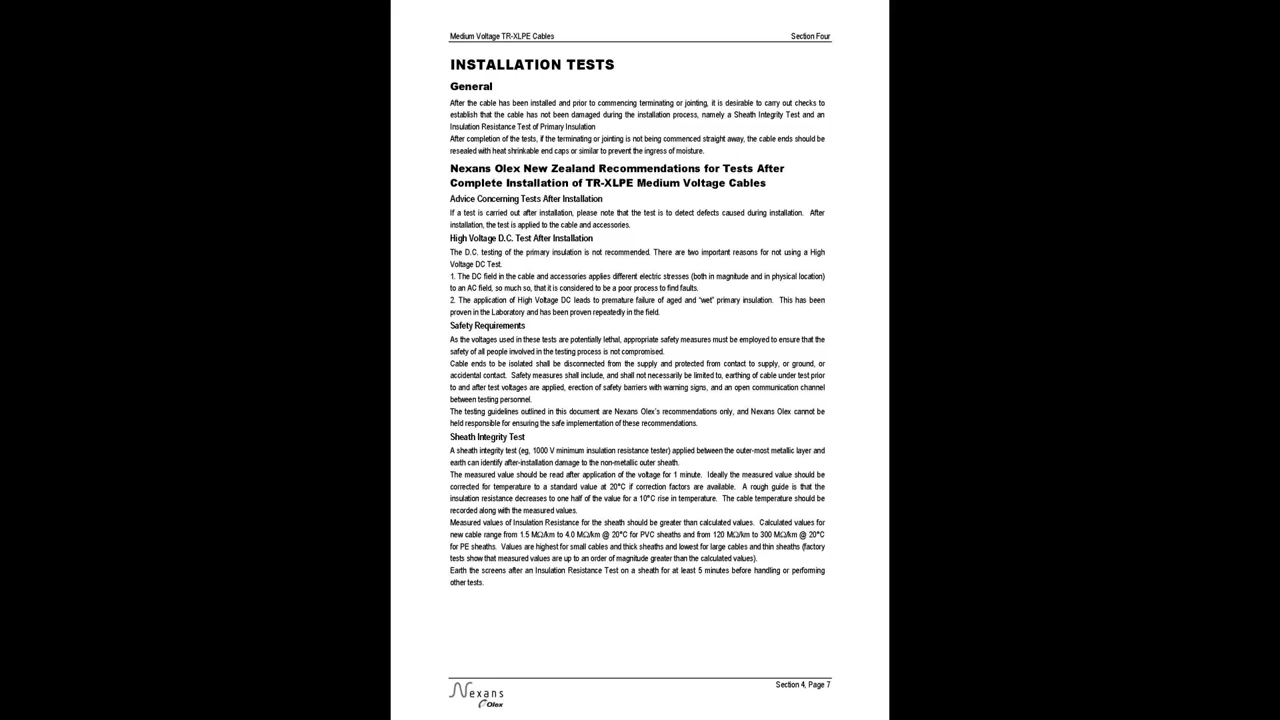 Medium Voltage TR-XLPE Cables Section Four
INSTALLATION TESTS
General
After the cable has been installed and prior to commencing terminating or jointing, it is desirable to carry out checks to
establish that the cable has not been damaged during the installation process, namely a Sheath Integrity Test and an
Insulation Resistance Test of Primary Insulation
After completion of the tests, if the terminating or jointing is not being commenced straight away, the cable ends should be
resealed with heat shrinkable end caps or similar to prevent the ingress of moisture.
Nexans Olex New Zealand Recommendations for Tests After
Complete Installation of TR-XLPE Medium Voltage Cables
Advice Concerning Tests After Installation
If a test is carried out after installation, please note that the test is to detect defects caused during installation. After
installation, the test is applied to the cable and accessories.
High Voltage D.C. Test After Installation
The D.C. testing of the primary insulation is not recommended. There are two important reasons for not using a High
Voltage DC Test.
1. The DC field in the cable and accessories applies different electric stresses (both in magnitude and in physical location)
to an AC field, so much so, that it is considered to be a poor process to find faults.
2. The application of High Voltage DC leads to premature failure of aged and "wet" primary insulation. This has been
proven in the Laboratory and has been proven repeatedly in the field.
Safety Requirements
As the voltages used in these tests are potentially lethal, appropriate safety measures must be employed to ensure that the
safety of all people involved in the testing process is not compromised.
Cable ends to be isolated shall be disconnected from the supply and protected from contact to supply, or ground, or
accidental contact. Safety measures shall include, and shall not necessarily be limited to, earthing of cable under test prior
to and after test voltages are applied, erection of safety barriers with warning signs, and an open communication channel
between testing personnel.
The testing guidelines outlined in this document are Nexans Olex's recommendations only, and Nexans Olex cannot be
held responsible for ensuring the safe implementation of these recommendations.
Sheath Integrity Test
A sheath integrity test (eg, 1000 V minimum insulation resistance tester) applied between the outer-most metallic layer and
earth can identify after-installation damage to the non-metallic outer sheath.
The measured value should be read after application of the voltage for 1 minute. Ideally the measured value should be
corrected for temperature to a standard value at 20°C if correction factors are available. A rough guide is that the
insulation resistance decreases to one half of the value for a 10°C rise in temperature. The cable temperature should be
recorded along with the measured values.
Measured values of Insulation Resistance for the sheath should be greater than calculated values. Calculated values for
new cable range from 1.5 MΩ/km to 4.0 MΩ/km @ 20°C for PVC sheaths and from 120 MΩ/km to 300 MΩ/km @ 20°C
for PE sheaths. Values are highest for small cables and thick sheaths and lowest for large cables and thin sheaths (factory
tests show that measured values are up to an order of magnitude greater than the calculated values).
Earth the screens after an Insulation Resistance Test on a sheath for at least 5 minutes before handling or performing
other tests.
Section 4, Page 7
Nexans
Olex